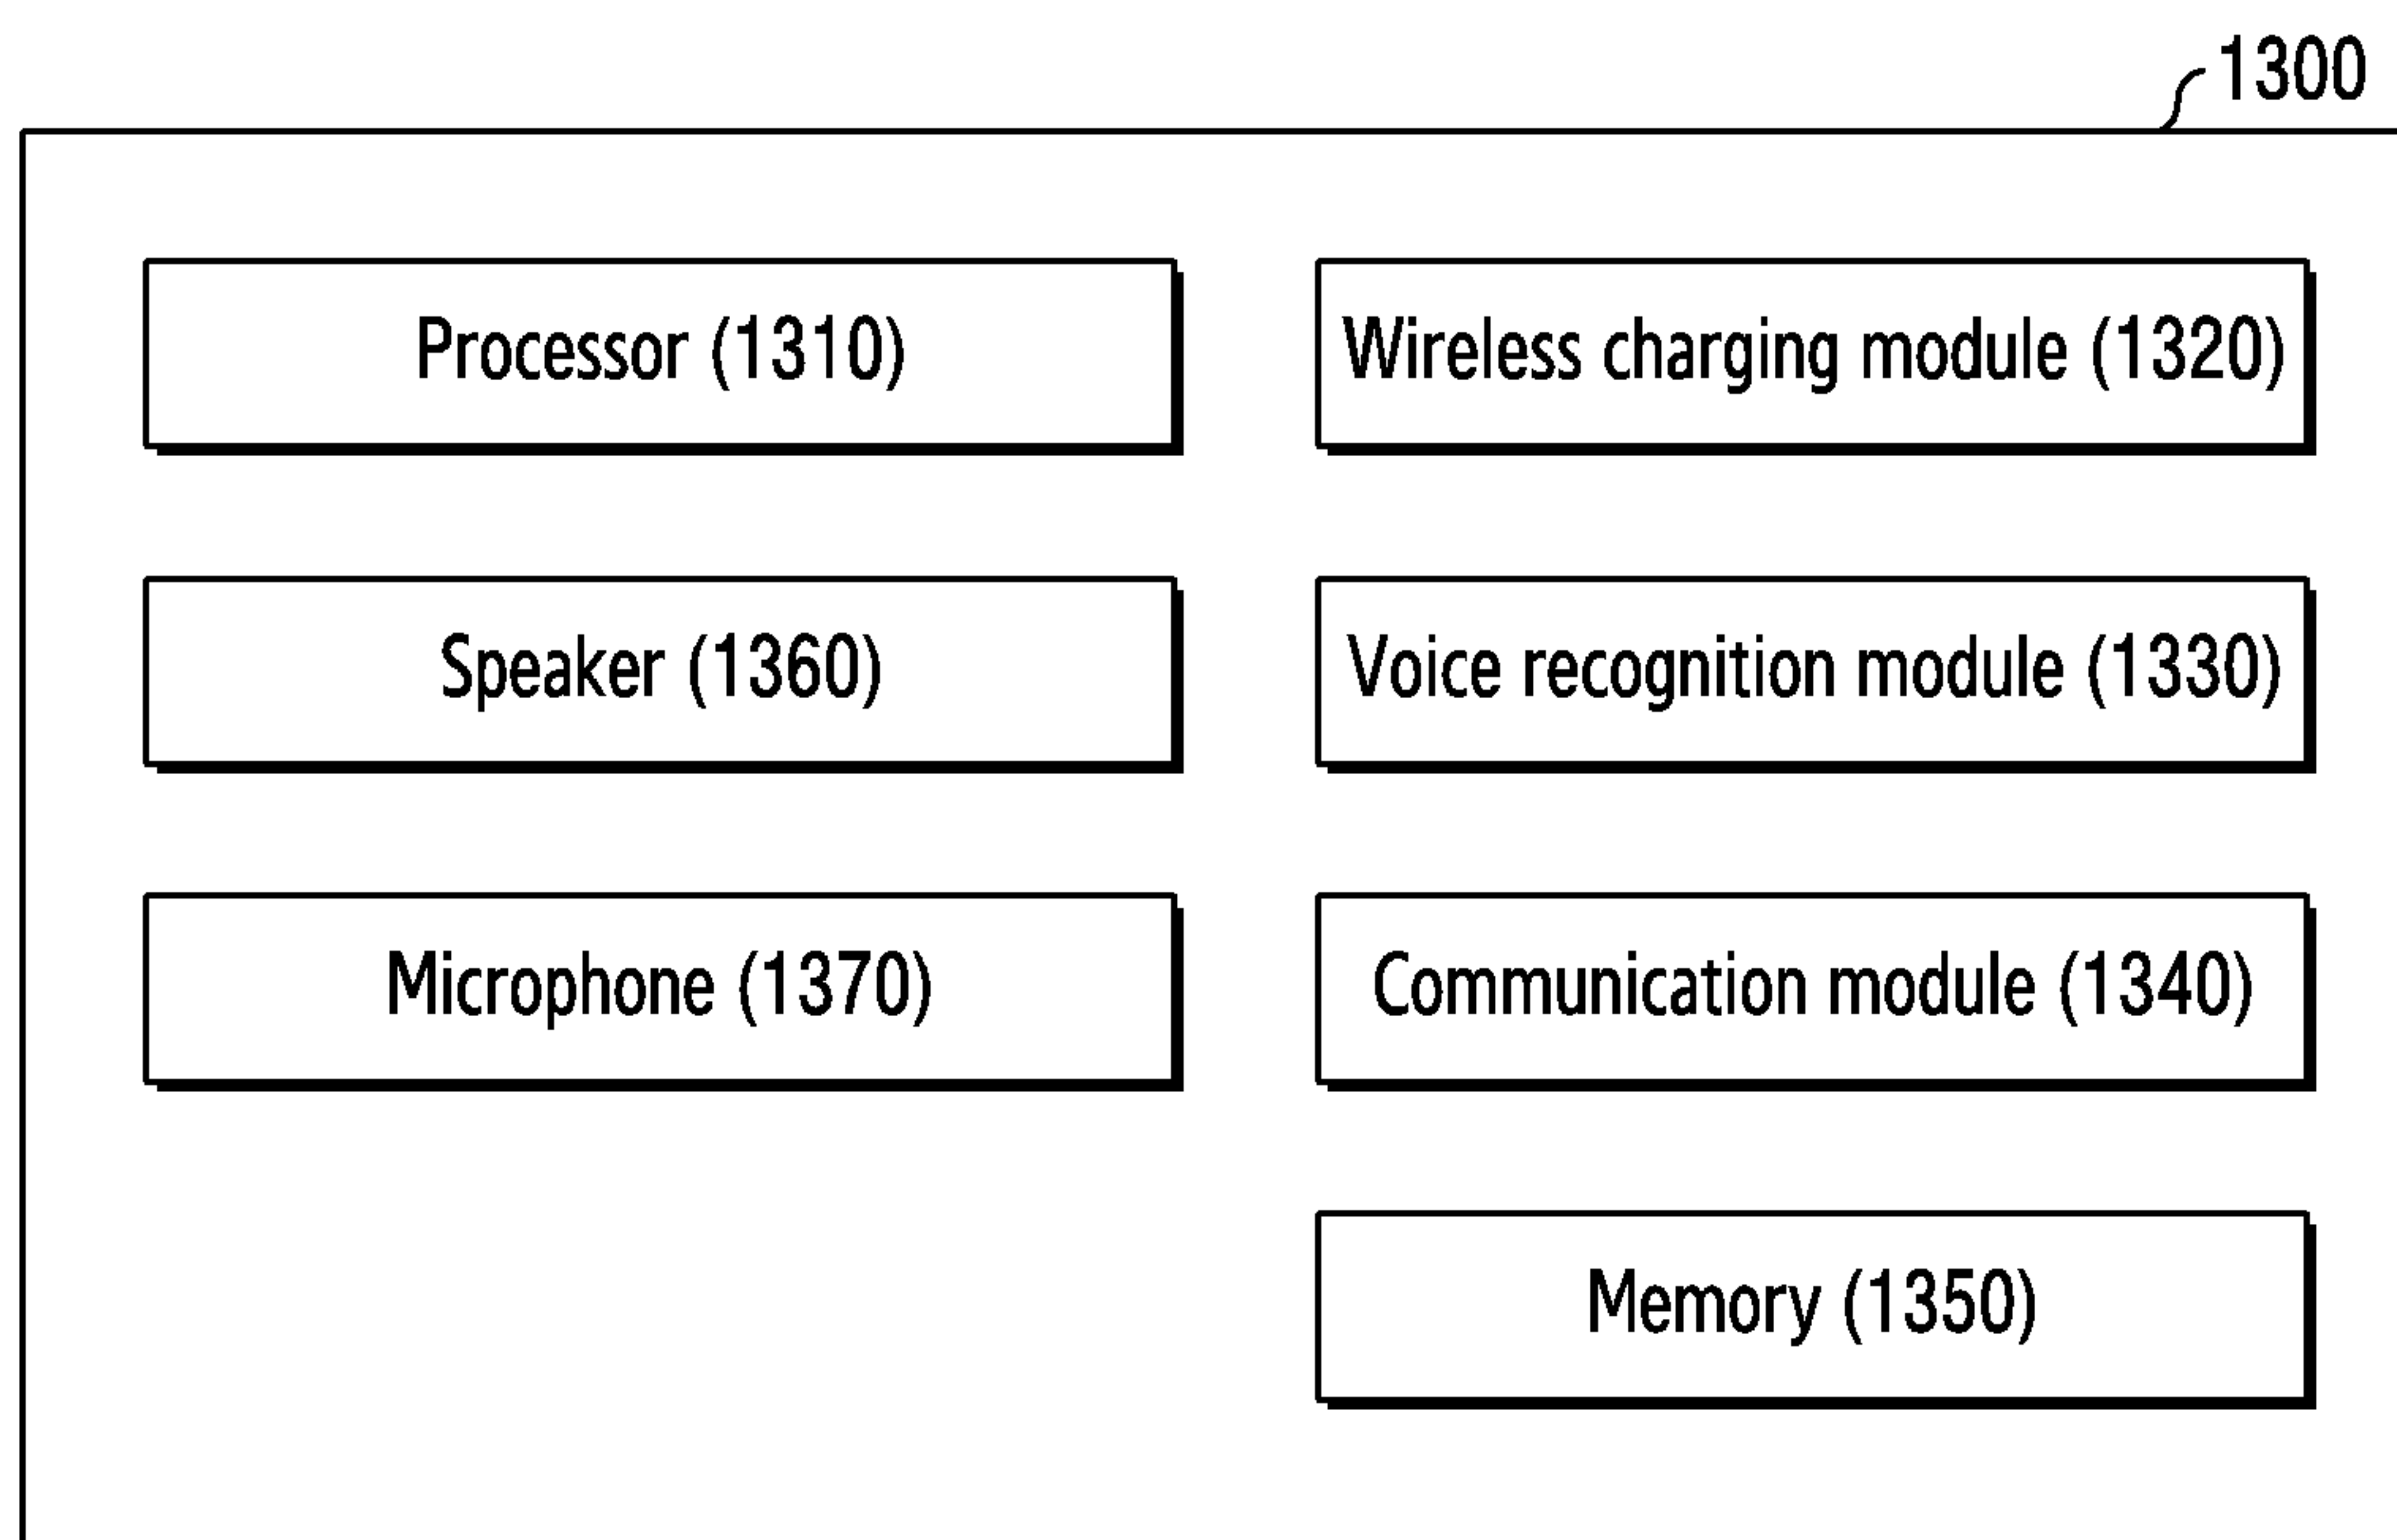 1300
Processor (1310)
Wireless charging module (1320)
Speaker (1360)
Voice recognition module (1330)
Microphone (1370)
Communication module (1340)
Memory (1350)